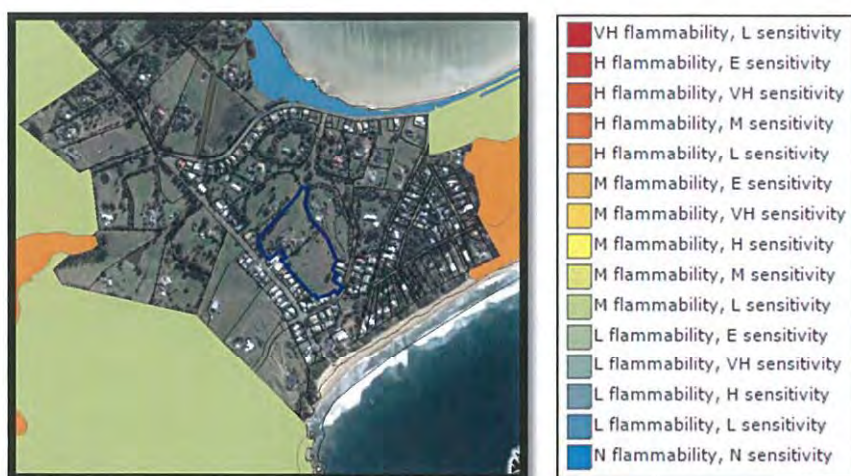 VH flammability, L sensitivity
H flammability, E sensitivity
H flammability, VH sensitivity
H flammability, M sensitivity
H flammability, L sensitivity
M flammability, E sensitivity
M flammability, VH sensitivity
M flammability, H sensitivity
M flammability, M sensitivity
M flammability, L sensitivity
L flammability, E sensitivity
L flammability, VH sensitivity
L flammability, H sensitivity
L flammability, L sensitivity
N flammability, N sensitivity